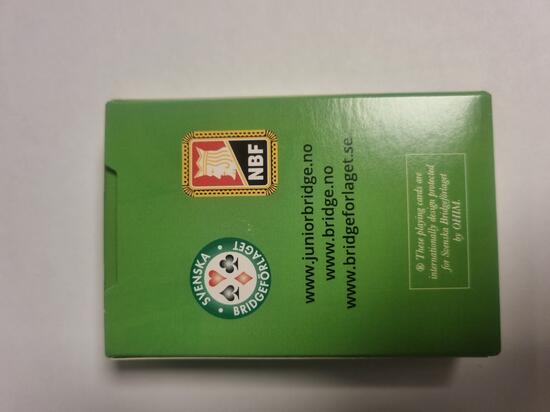 SVENSKA
BRIDGEFÖRLAGET
NBF
www.juniorbridge.no
www.bridge.no
www.bridgeforlaget.se
® These playing cards are
internationally design protected
for Svenska Bridgeförlaget
by OHIM.